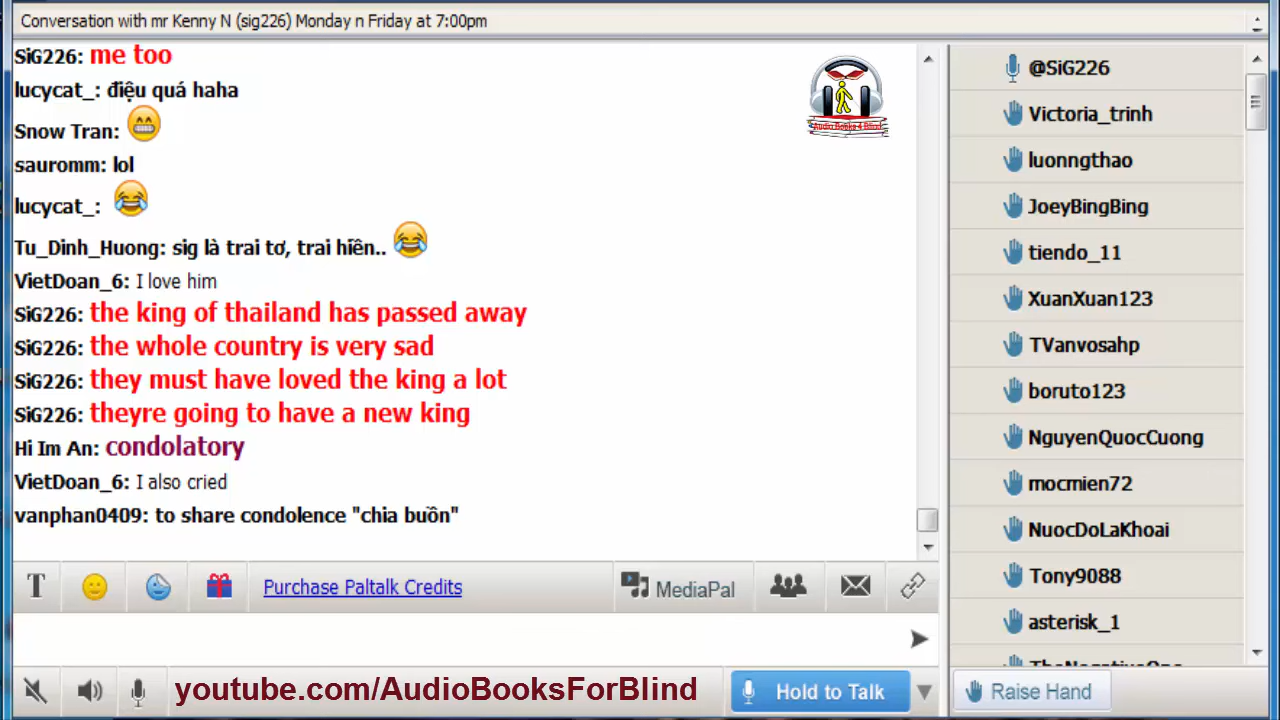 Conversation with mr Kenny N (sig226) Monday n Friday at 7:00pm
SiG226: me too
lucycat_: điệu quá haha
Snow Tran:
sauromm: lol
lucycat_:
Tu_Dinh_Huong: sig là trai tơ, trai hiền..
VietDoan_6: I love him
SiG226: the king of thailand has passed away
SiG226: the whole country is very sad
SiG226: they must have loved the king a lot
SiG226: theyre going to have a new king
Hi Im An: condolatory
VietDoan_6: I also cried
vanphan0409: to share condolence "chia buồn"
Audio Books 4 Blind
@SiG226
Victoria_trinh
luonngthao
JoeyBingBing
tiendo_11
XuanXuan123
TVanvosahp
boruto123
NguyenQuocCuong
mocmien72
NuocDoLaKhoai
Tony9088
asterisk_1
TheNegativeOne
T
Purchase Paltalk Credits
MediaPal
youtube.com/AudioBooksForBlind
Hold to Talk
Raise Hand